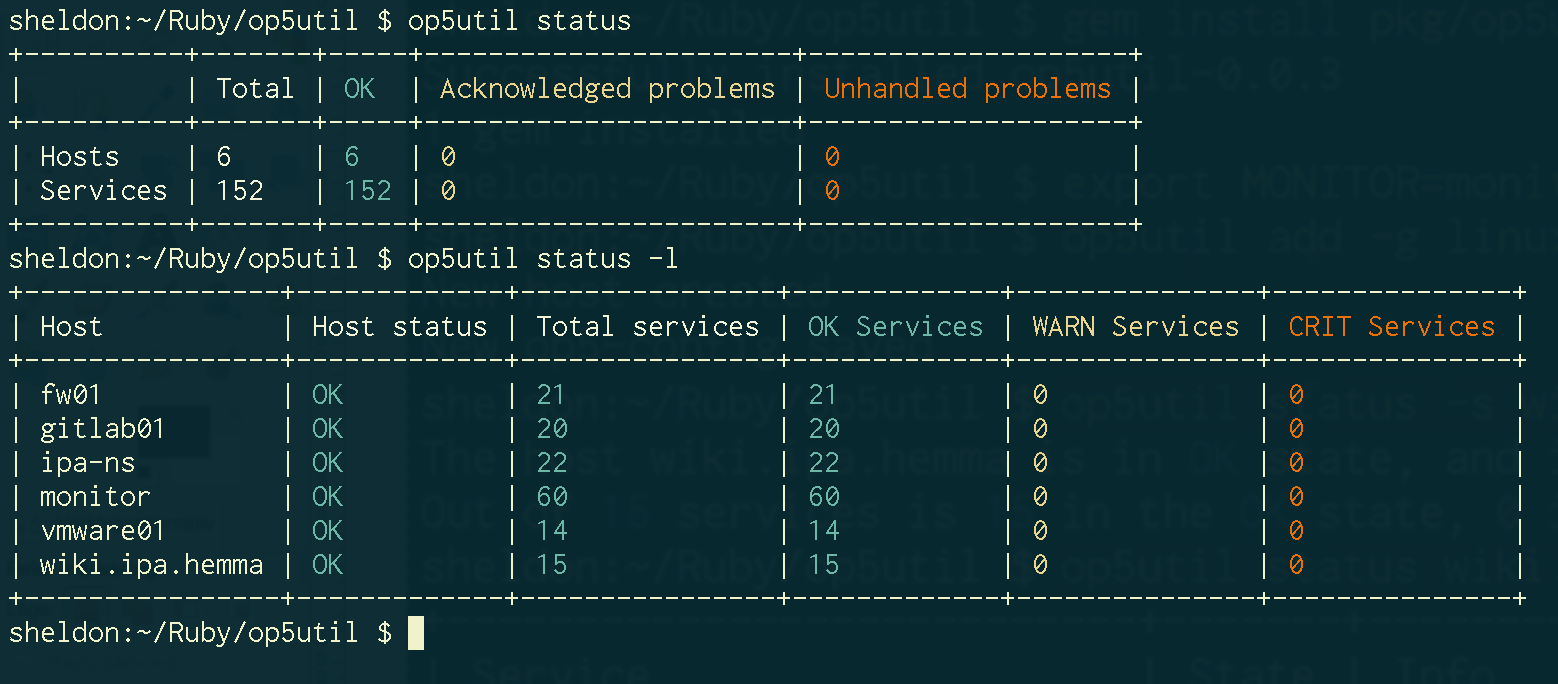 sheldon:~/Ruby/op5util $ op5util status
+----------+-------+-----+-----------------------+--------------------+
|          | Total | OK  | Acknowledged problems | Unhandled problems |
+----------+-------+-----+-----------------------+--------------------+
| Hosts    | 6     | 6   | 0                     | 0                  |
| Services | 152   | 152 | 0                     | 0                  |
+----------+-------+-----+-----------------------+--------------------+
sheldon:~/Ruby/op5util $ op5util status -l
+----------------+-------------+----------------+-------------+---------------+---------------+
| Host           | Host status | Total services | OK Services | WARN Services | CRIT Services |
+----------------+-------------+----------------+-------------+---------------+---------------+
| fw01           | OK          | 21             | 21          | 0             | 0             |
| gitlab01       | OK          | 20             | 20          | 0             | 0             |
| ipa-ns         | OK          | 22             | 22          | 0             | 0             |
| monitor        | OK          | 60             | 60          | 0             | 0             |
| vmware01       | OK          | 14             | 14          | 0             | 0             |
| wiki.ipa.hemma | OK          | 15             | 15          | 0             | 0             |
+----------------+-------------+----------------+-------------+---------------+---------------+
sheldon:~/Ruby/op5util $